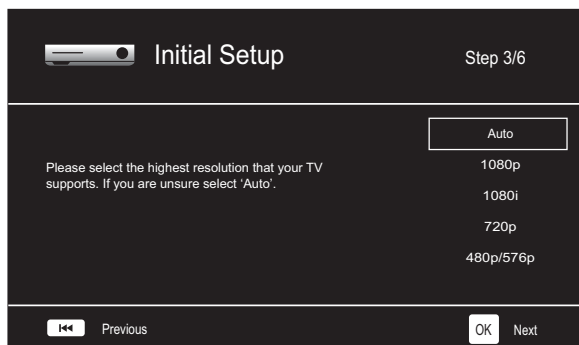 Initial Setup
Step 3/6
Please select the highest resolution that your TV
supports. If you are unsure select ‘Auto’.
Auto
1080p
1080i
720p
480p/576p
Previous
OK Next